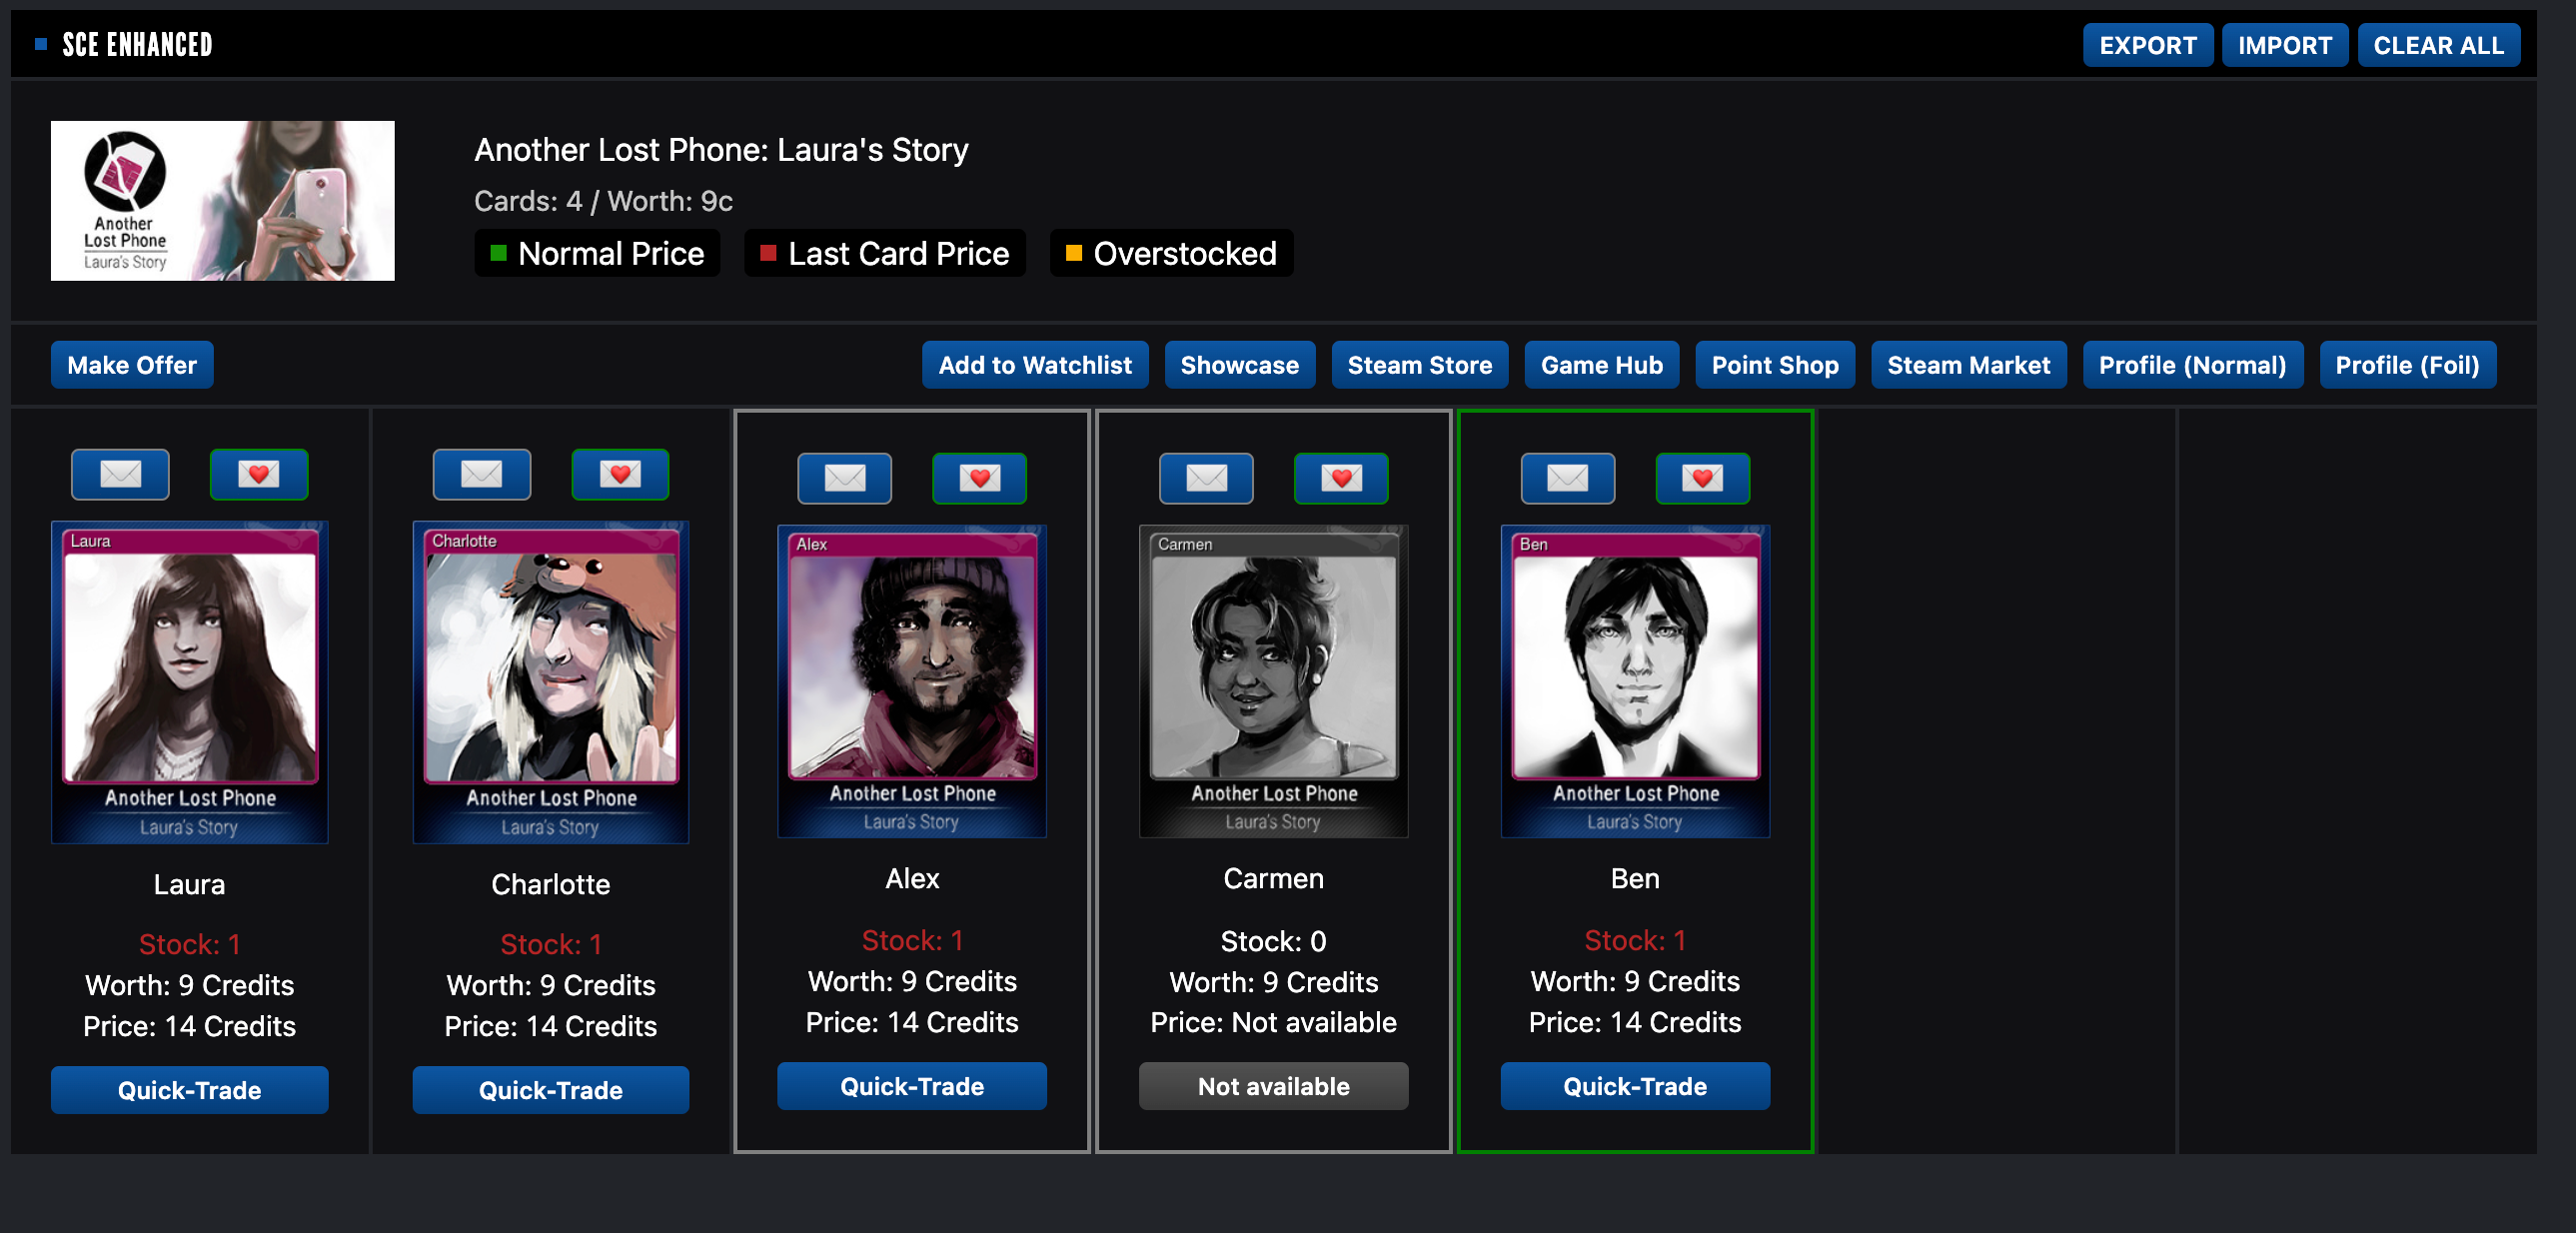 SCE ENHANCED
EXPORT IMPORT CLEAR ALL
Another
Lost Phone
Laura's Story
Another Lost Phone: Laura's Story
Cards: 4 / Worth: 9c
Normal Price Last Card Price Overstocked
Make Offer Add to Watchlist Showcase Steam Store Game Hub Point Shop Steam Market Profile (Normal) Profile (Foil)
Laura
Another Lost Phone
Laura's Story
Laura
Stock: 1
Worth: 9 Credits
Price: 14 Credits
Quick-Trade
Charlotte
Another Lost Phone
Laura's Story
Charlotte
Stock: 1
Worth: 9 Credits
Price: 14 Credits
Quick-Trade
Alex
Another Lost Phone
Laura's Story
Alex
Stock: 1
Worth: 9 Credits
Price: 14 Credits
Quick-Trade
Carmen
Another Lost Phone
Laura's Story
Carmen
Stock: 0
Worth: 9 Credits
Price: Not available
Not available
Ben
Another Lost Phone
Laura's Story
Ben
Stock: 1
Worth: 9 Credits
Price: 14 Credits
Quick-Trade